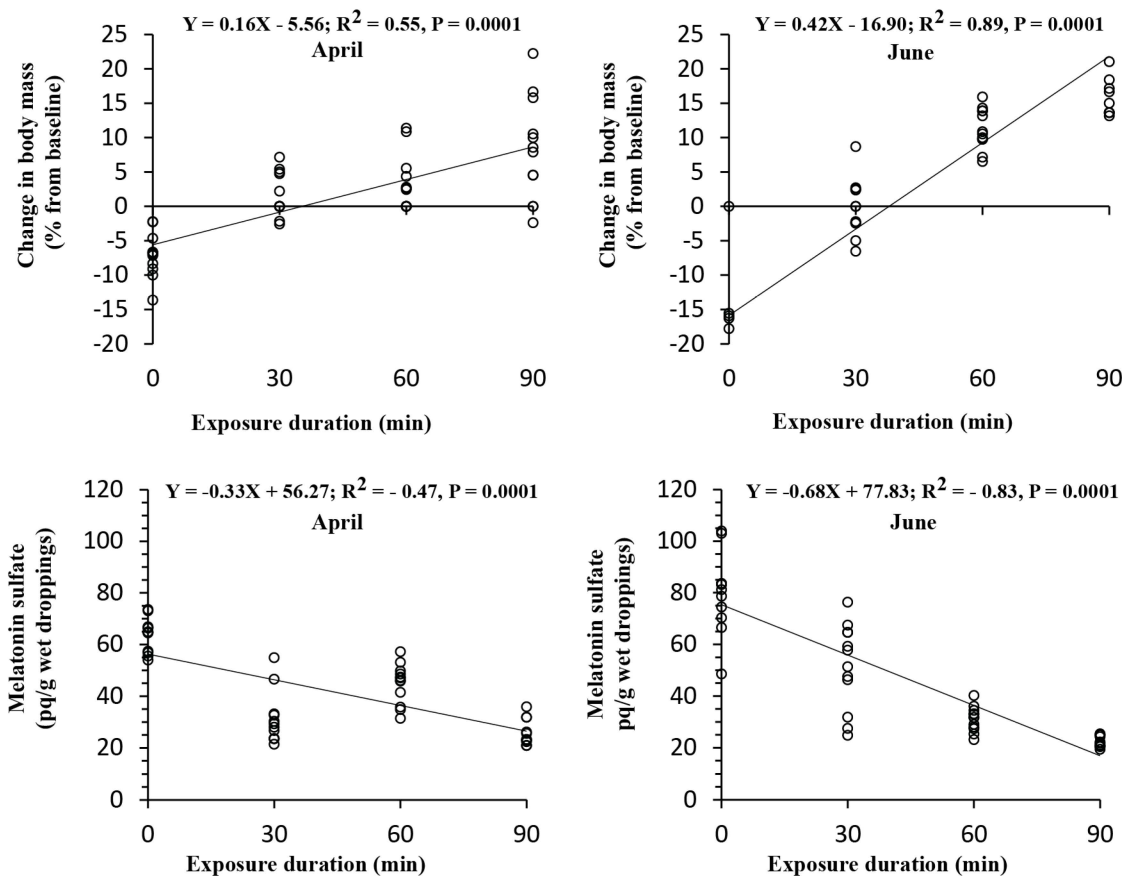 Y = 0.16X - 5.56; R² = 0.55, P = 0.0001
April
Change in body mass
(% from baseline)
25
20
15
10
5
0
-5
-10
-15
-20
0 30 60 90
Exposure duration (min)
Y = 0.42X - 16.90; R² = 0.89, P = 0.0001
June
Change in body mass
(% from baseline)
25
20
15
10
5
0
-5
-10
-15
-20
0 30 60 90
Exposure duration (min)
Y = -0.33X + 56.27; R² = - 0.47, P = 0.0001
April
Melatonin sulfate
(pq/g wet droppings)
120
100
80
60
40
20
0
0 30 60 90
Exposure duration (min)
Y = -0.68X + 77.83; R² = - 0.83, P = 0.0001
June
Melatonin sulfate
pq/g wet droppings)
120
100
80
60
40
20
0
0 30 60 90
Exposure duration (min)